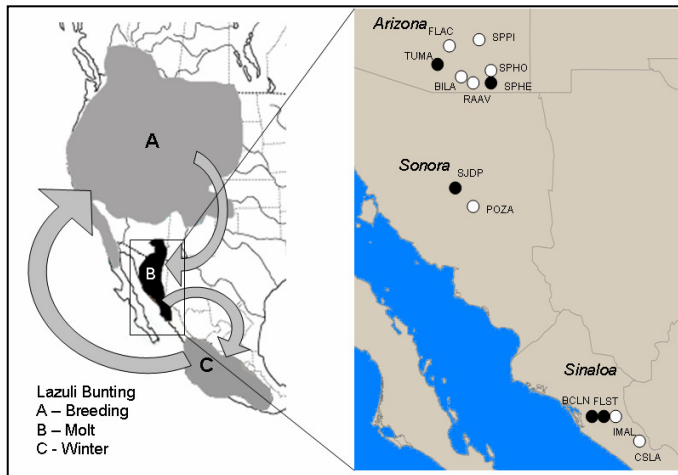 A
B
C
Lazuli Bunting
A – Breeding
B – Molt
C - Winter
Arizona
FLAC
SPPI
TUMA
SPHO
BILA
RAAV
SPHE
Sonora
SJDP
POZA
Sinaloa
BCLN FLST
IMAL
CSLA